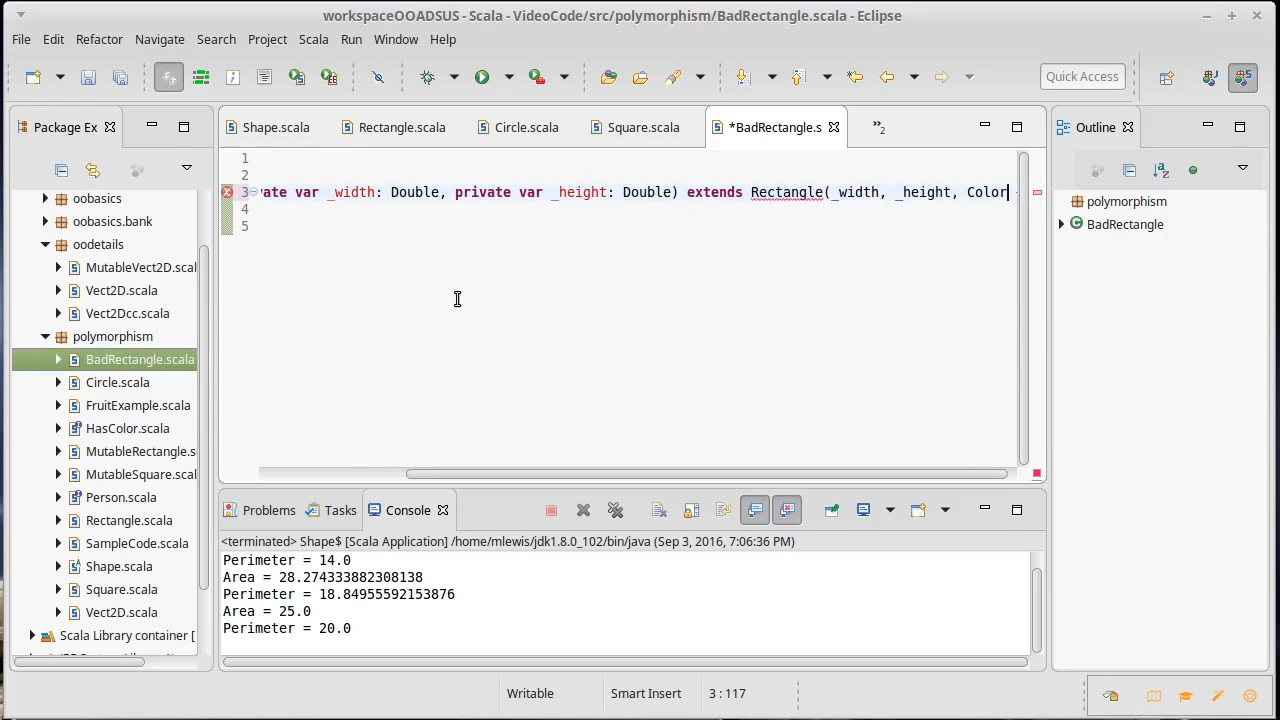 workspaceOOADSUS - Scala - VideoCode/src/polymorphism/BadRectangle.scala - Eclipse
File Edit Refactor Navigate Search Project Scala Run Window Help
Quick Access
Package Ex
Shape.scala
Rectangle.scala
Circle.scala
Square.scala
*BadRectangle.s
2
Outline
1
2
3
vate var _width: Double, private var _height: Double) extends Rectangle(_width, _height, Color
4
5
oobasics
oobasics.bank
oodetails
MutableVect2D.scal
Vect2D.scala
Vect2Dcc.scala
polymorphism
BadRectangle.scala
Circle.scala
FruitExample.scala
HasColor.scala
MutableRectangle.s
MutableSquare.scal
Person.scala
Rectangle.scala
SampleCode.scala
Shape.scala
Square.scala
Vect2D.scala
Scala Library container [
polymorphism
BadRectangle
Problems
Tasks
Console
<terminated> Shape$ [Scala Application] /home/mlewis/jdk1.8.0_102/bin/java (Sep 3, 2016, 7:06:36 PM)
Perimeter = 14.0
Area = 28.274333882308138
Perimeter = 18.84955592153876
Area = 25.0
Perimeter = 20.0
Writable
Smart Insert
3 : 117